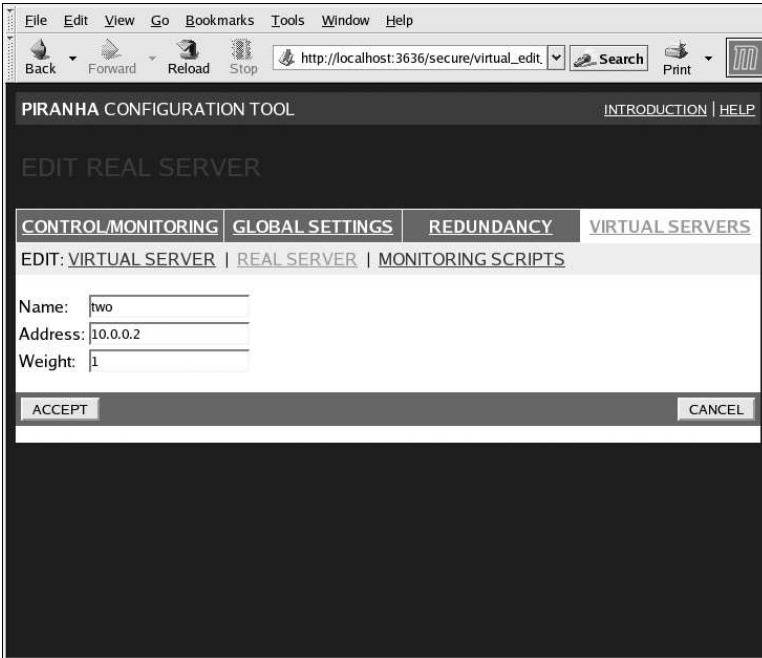 File Edit View Go Bookmarks Tools Window Help
Back Forward Reload Stop http://localhost:3636/secure/virtual_edit_ Search Print
PIRANHA CONFIGURATION TOOL INTRODUCTION | HELP
EDIT REAL SERVER
CONTROL/MONITORING GLOBAL SETTINGS REDUNDANCY VIRTUAL SERVERS
EDIT: VIRTUAL SERVER | REAL SERVER | MONITORING SCRIPTS
Name: two
Address: 10.0.0.2
Weight: 1
ACCEPT CANCEL